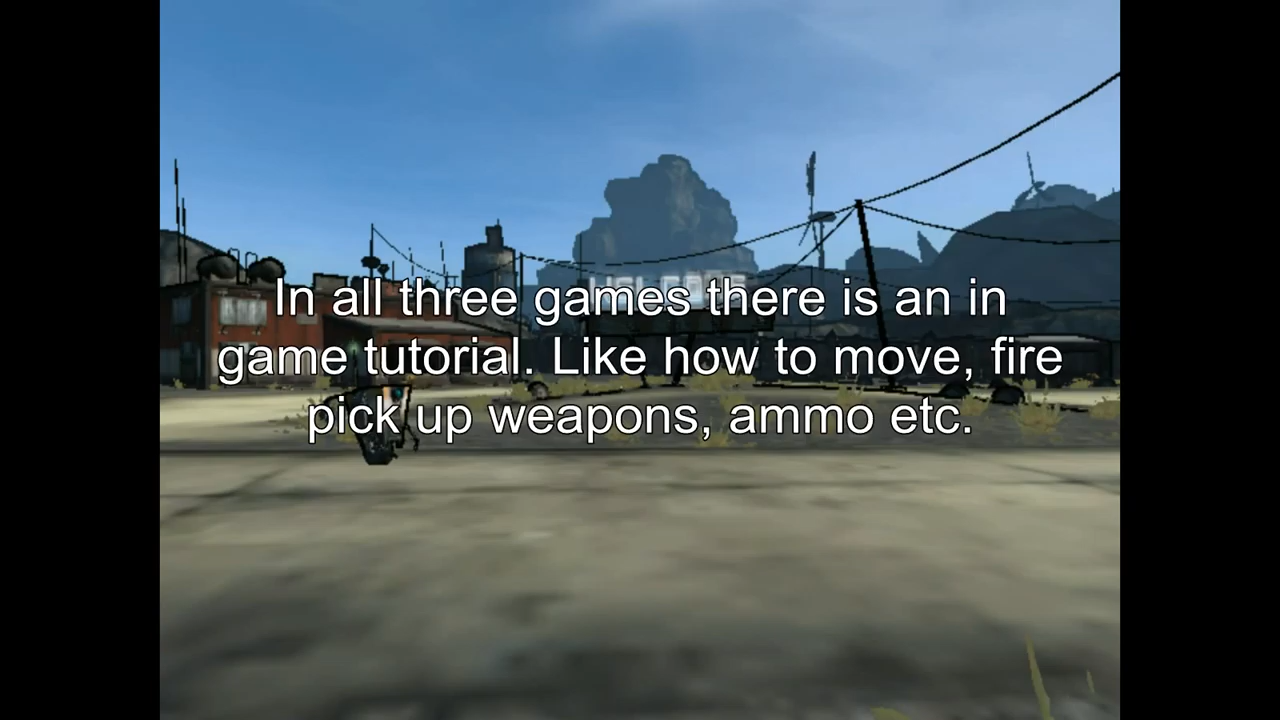 In all three games there is an in
game tutorial. Like how to move, fire
pick up weapons, ammo etc.